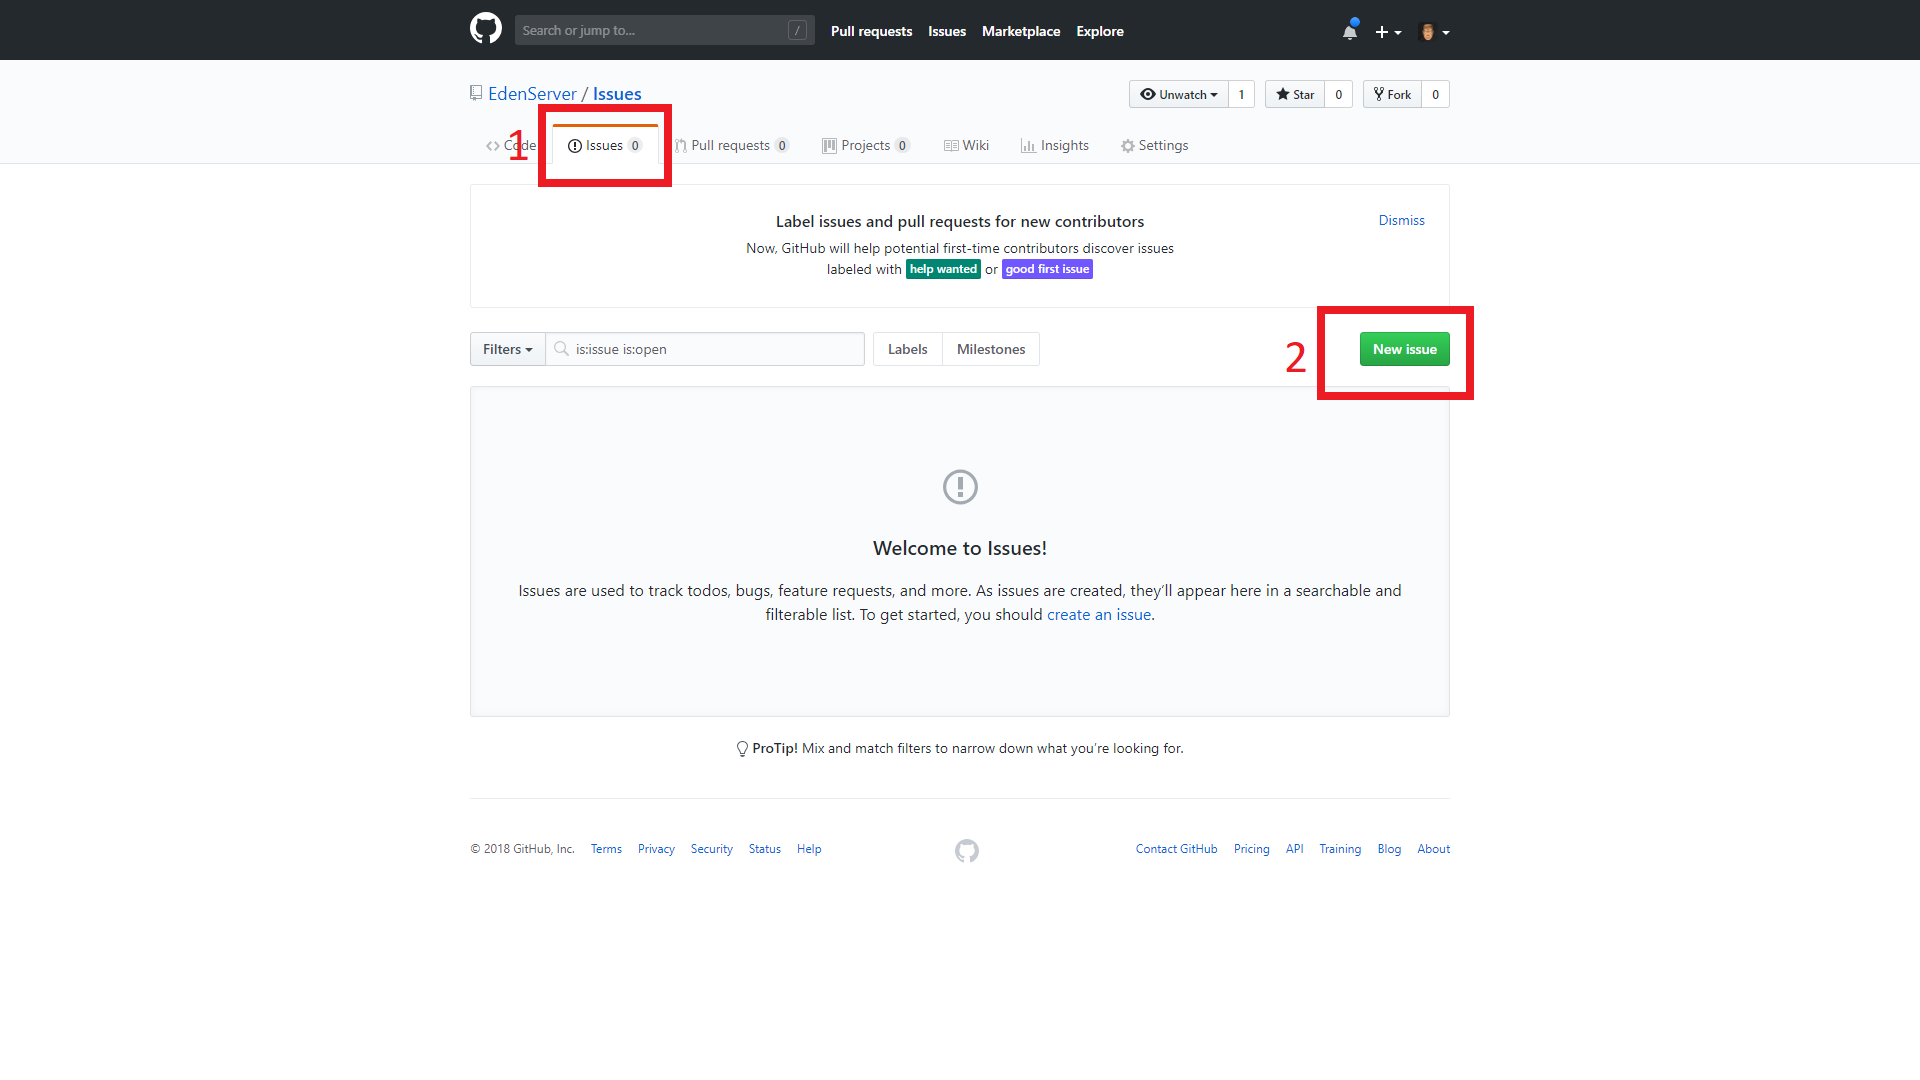 Search or jump to... /
Pull requests Issues Marketplace Explore
EdenServer / Issues
Unwatch 1 Star 0 Fork 0
1
Code Issues 0 Pull requests 0 Projects 0 Wiki Insights Settings
Label issues and pull requests for new contributors
Dismiss
Now, GitHub will help potential first-time contributors discover issues
labeled with help wanted or good first issue
Filters is:issue is:open Labels Milestones
2
New issue
Welcome to Issues!
Issues are used to track todos, bugs, feature requests, and more. As issues are created, they’ll appear here in a searchable and
filterable list. To get started, you should create an issue.
ProTip! Mix and match filters to narrow down what you’re looking for.
© 2018 GitHub, Inc. Terms Privacy Security Status Help
Contact GitHub Pricing API Training Blog About